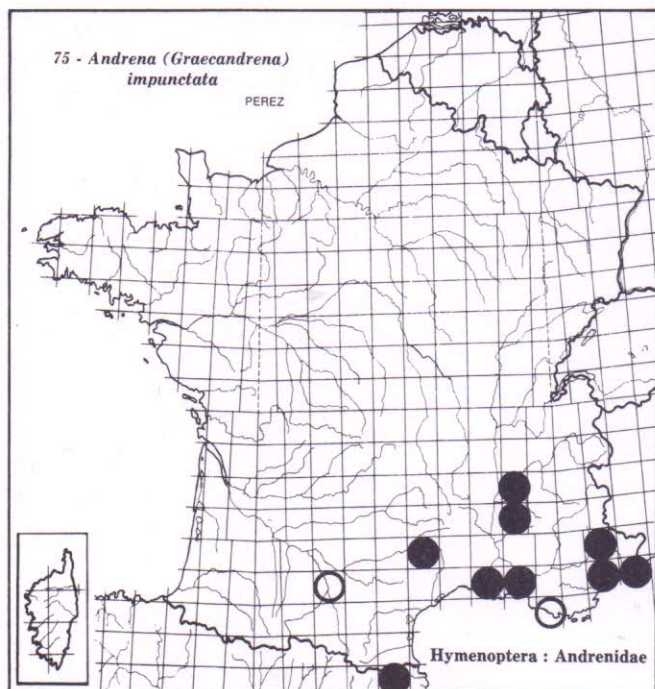 75 - Andrena (Graecandrena)
impunctata
PEREZ
Hymenoptera : Andrenidae